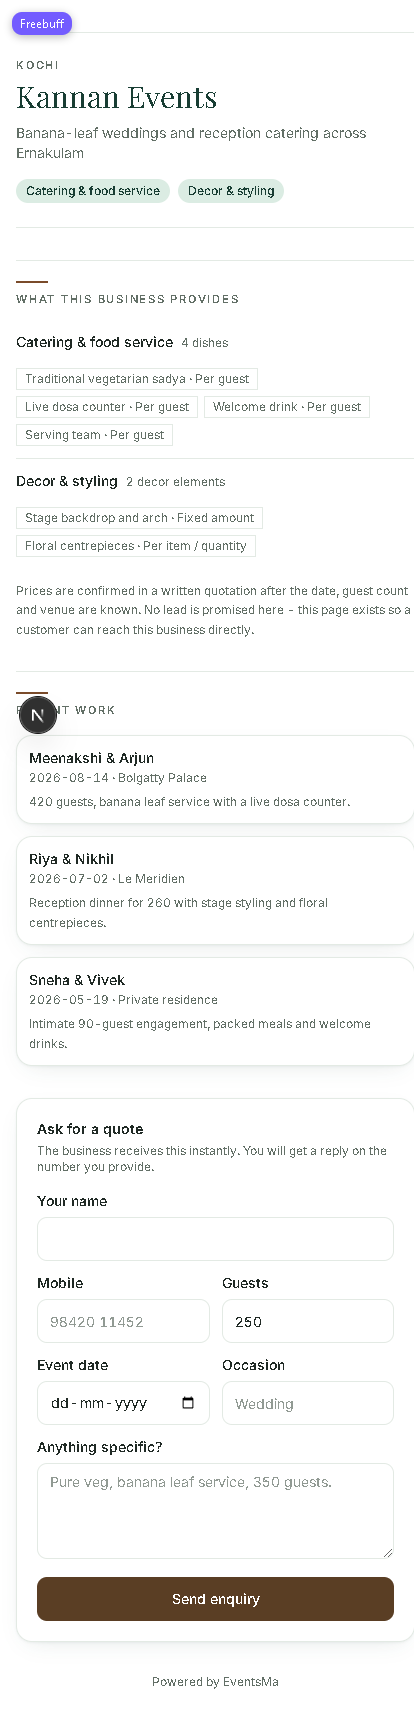 Freebuff
KOCHI
Kannan Events
Banana-leaf weddings and reception catering across
Ernakulam
Catering & food service Decor & styling
WHAT THIS BUSINESS PROVIDES
Catering & food service 4 dishes
Traditional vegetarian sadya · Per guest
Live dosa counter · Per guest Welcome drink · Per guest
Serving team · Per guest
Decor & styling 2 decor elements
Stage backdrop and arch · Fixed amount
Floral centrepieces · Per item / quantity
Prices are confirmed in a written quotation after the date, guest count
and venue are known. No lead is promised here - this page exists so a
customer can reach this business directly.
N
WORK
Meenakshi & Arjun
2026-08-14 · Bolgatty Palace
420 guests, banana leaf service with a live dosa counter.
Riya & Nikhil
2026-07-02 · Le Meridien
Reception dinner for 260 with stage styling and floral
centrepieces.
Sneha & Vivek
2026-05-19 · Private residence
Intimate 90-guest engagement, packed meals and welcome
drinks.
Ask for a quote
The business receives this instantly. You will get a reply on the
number you provide.
Your name
Mobile Guests
98420 11452 250
Event date Occasion
dd-mm-yyyy Wedding
Anything specific?
Pure veg, banana leaf service, 350 guests.
Send enquiry
Powered by EventsMa